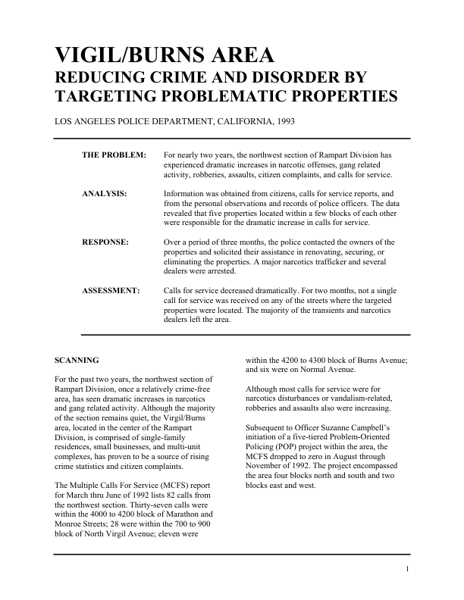 VIGIL/BURNS AREA
REDUCING CRIME AND DISORDER BY
TARGETING PROBLEMATIC PROPERTIES
LOS ANGELES POLICE DEPARTMENT, CALIFORNIA, 1993
THE PROBLEM: For nearly two years, the northwest section of Rampart Division has
experienced dramatic increases in narcotic offenses, gang related
activity, robberies, assaults, citizen complaints, and calls for service.
ANALYSIS: Information was obtained from citizens, calls for service reports, and
from the personal observations and records of police officers. The data
revealed that five properties located within a few blocks of each other
were responsible for the dramatic increase in calls for service.
RESPONSE: Over a period of three months, the police contacted the owners of the
properties and solicited their assistance in renovating, securing, or
eliminating the properties. A major narcotics trafficker and several
dealers were arrested.
ASSESSMENT: Calls for service decreased dramatically. For two months, not a single
call for service was received on any of the streets where the targeted
properties were located. The majority of the transients and narcotics
dealers left the area.
SCANNING
For the past two years, the northwest section of
Rampart Division, once a relatively crime-free
area, has seen dramatic increases in narcotics
and gang related activity. Although the majority
of the section remains quiet, the Virgil/Burns
area, located in the center of the Rampart
Division, is comprised of single-family
residences, small businesses, and multi-unit
complexes, has proven to be a source of rising
crime statistics and citizen complaints.
The Multiple Calls For Service (MCFS) report
for March thru June of 1992 lists 82 calls from
the northwest section. Thirty-seven calls were
within the 4000 to 4200 block of Marathon and
Monroe Streets; 28 were within the 700 to 900
block of North Virgil Avenue; eleven were
within the 4200 to 4300 block of Burns Avenue;
and six were on Normal Avenue.
Although most calls for service were for
narcotics disturbances or vandalism-related,
robberies and assaults also were increasing.
Subsequent to Officer Suzanne Campbell's
initiation of a five-tiered Problem-Oriented
Policing (POP) project within the area, the
MCFS dropped to zero in August through
November of 1992. The project encompassed
the area four blocks north and south and two
blocks east and west.
1